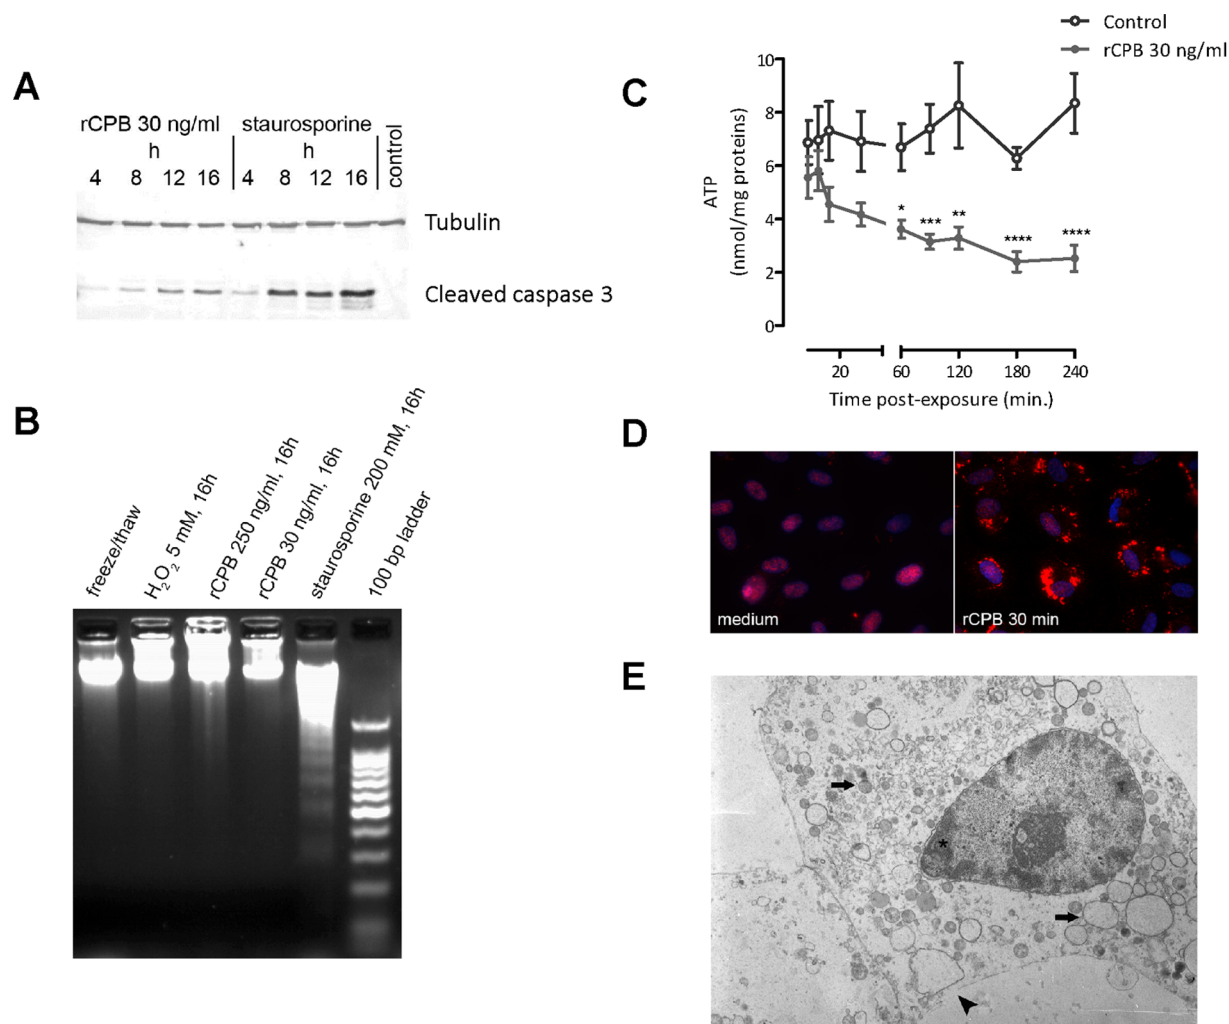 A
rCPB 30 ng/ml staurosporine control
h h
4 8 12 16 4 8 12 16
Tubulin
Cleaved caspase 3
B
freeze/thaw
H₂O₂ 5 mM, 16h
rCPB 250 ng/ml, 16h
rCPB 30 ng/ml, 16h
staurosporine 200 mM, 16h
100 bp ladder
C
Control
rCPB 30 ng/ml
ATP
(nmol/mg proteins)
10
8
6
4
2
0
* *** ** **** ****
20 60 120 180 240
Time post-exposure (min.)
D
medium rCPB 30 min
E
*